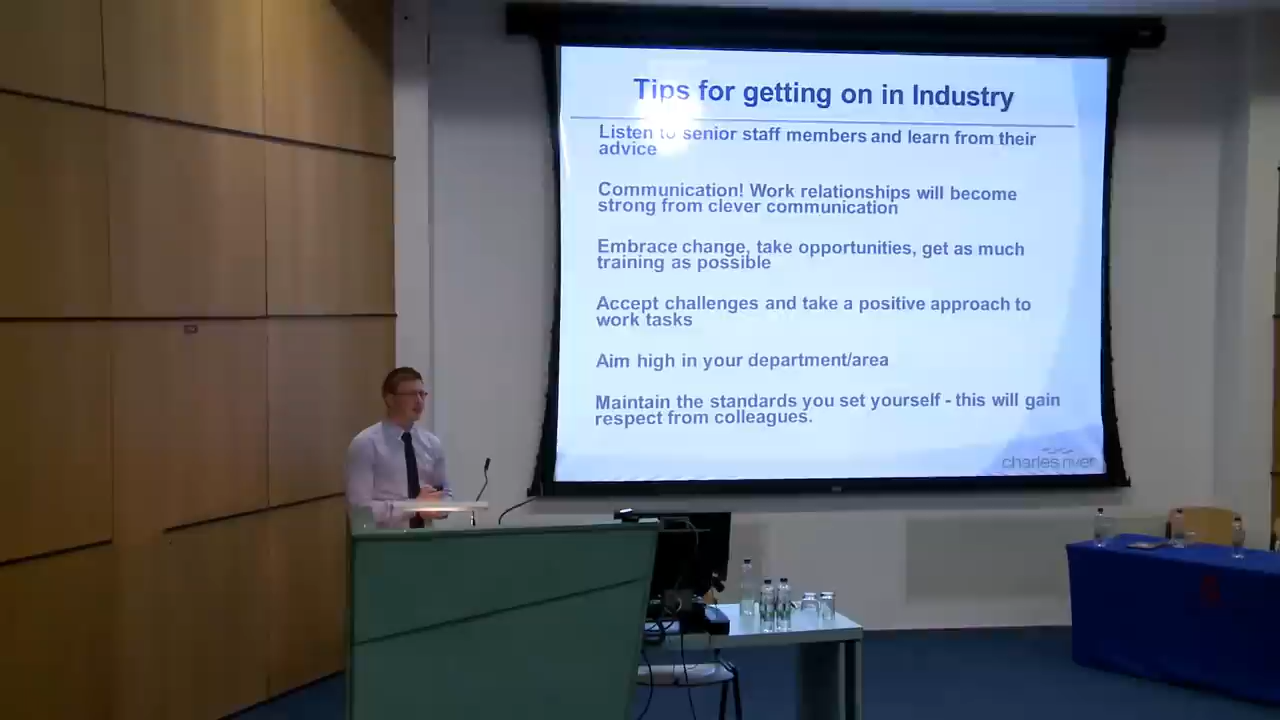 Tips for getting on in Industry
Listen to senior staff members and learn from their
advice
Communication! Work relationships will become
strong from clever communication
Embrace change, take opportunities, get as much
training as possible
Accept challenges and take a positive approach to
work tasks
Aim high in your department/area
Maintain the standards you set yourself - this will gain
respect from colleagues.
charles river